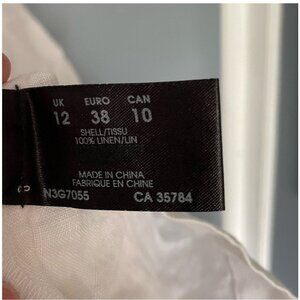 UK EURO CAN
12 38 10
SHELL/TISSU
100% LINEN/LIN
MADE IN CHINA
FABRIQUE EN CHINE
N3G7055 CA 35784